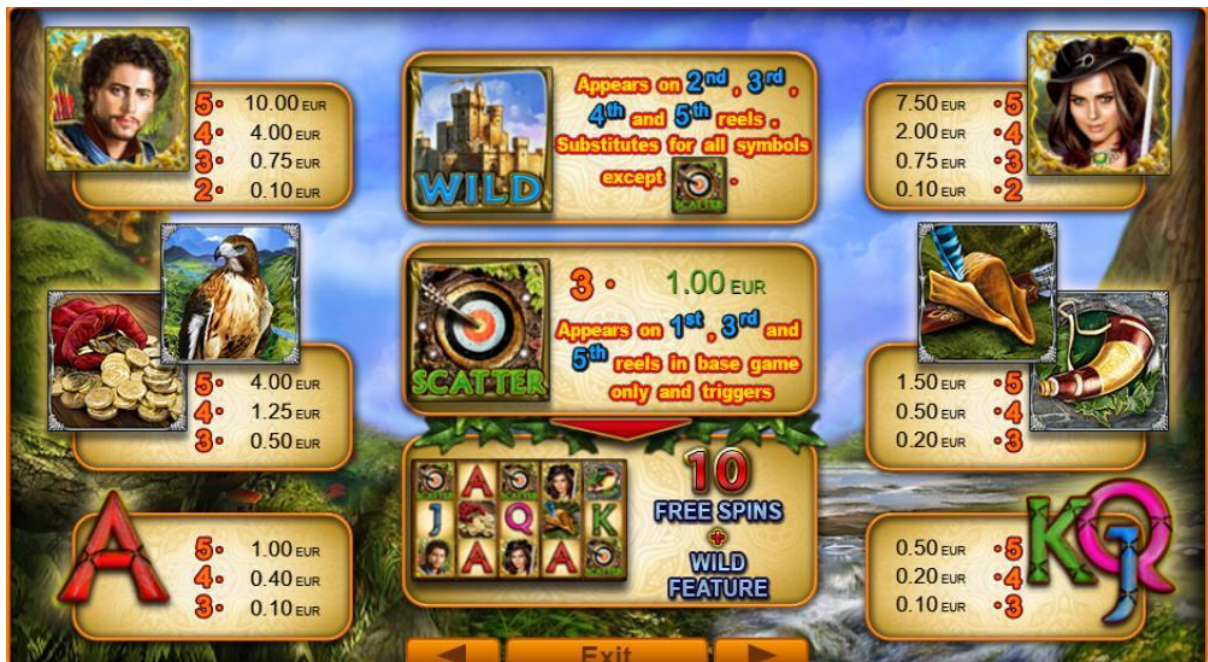 5• 10.00 EUR
4• 4.00 EUR
3• 0.75 EUR
2• 0.10 EUR
WILD
Appears on 2nd, 3rd,
4th and 5th reels.
Substitutes for all symbols
except SCATTER .
7.50 EUR •5
2.00 EUR •4
0.75 EUR •3
0.10 EUR •2
5• 4.00 EUR
4• 1.25 EUR
3• 0.50 EUR
SCATTER
3• 1.00 EUR
Appears on 1st, 3rd and
5th reels in base game
only and triggers
1.50 EUR •5
0.50 EUR •4
0.20 EUR •3
A
5• 1.00 EUR
4• 0.40 EUR
3• 0.10 EUR
SCATTER A SCATTER
J Q K
A A SCATTER
10
FREE SPINS
+
WILD
FEATURE
0.50 EUR •5
0.20 EUR •4
0.10 EUR •3
K Q J
Exit